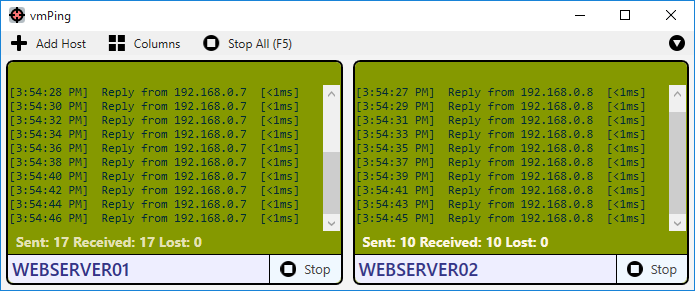 vmPing
Add Host
Columns
Stop All (F5)
[3:54:28 PM]  Reply from 192.168.0.7  [<1ms]
[3:54:30 PM]  Reply from 192.168.0.7  [<1ms]
[3:54:32 PM]  Reply from 192.168.0.7  [<1ms]
[3:54:34 PM]  Reply from 192.168.0.7  [<1ms]
[3:54:36 PM]  Reply from 192.168.0.7  [<1ms]
[3:54:38 PM]  Reply from 192.168.0.7  [<1ms]
[3:54:40 PM]  Reply from 192.168.0.7  [<1ms]
[3:54:42 PM]  Reply from 192.168.0.7  [<1ms]
[3:54:44 PM]  Reply from 192.168.0.7  [<1ms]
[3:54:46 PM]  Reply from 192.168.0.7  [<1ms]
Sent: 17 Received: 17 Lost: 0
WEBSERVER01
Stop
[3:54:27 PM]  Reply from 192.168.0.8  [<1ms]
[3:54:29 PM]  Reply from 192.168.0.8  [<1ms]
[3:54:31 PM]  Reply from 192.168.0.8  [<1ms]
[3:54:33 PM]  Reply from 192.168.0.8  [<1ms]
[3:54:35 PM]  Reply from 192.168.0.8  [<1ms]
[3:54:37 PM]  Reply from 192.168.0.8  [<1ms]
[3:54:39 PM]  Reply from 192.168.0.8  [<1ms]
[3:54:41 PM]  Reply from 192.168.0.8  [<1ms]
[3:54:43 PM]  Reply from 192.168.0.8  [<1ms]
[3:54:45 PM]  Reply from 192.168.0.8  [<1ms]
Sent: 10 Received: 10 Lost: 0
WEBSERVER02
Stop